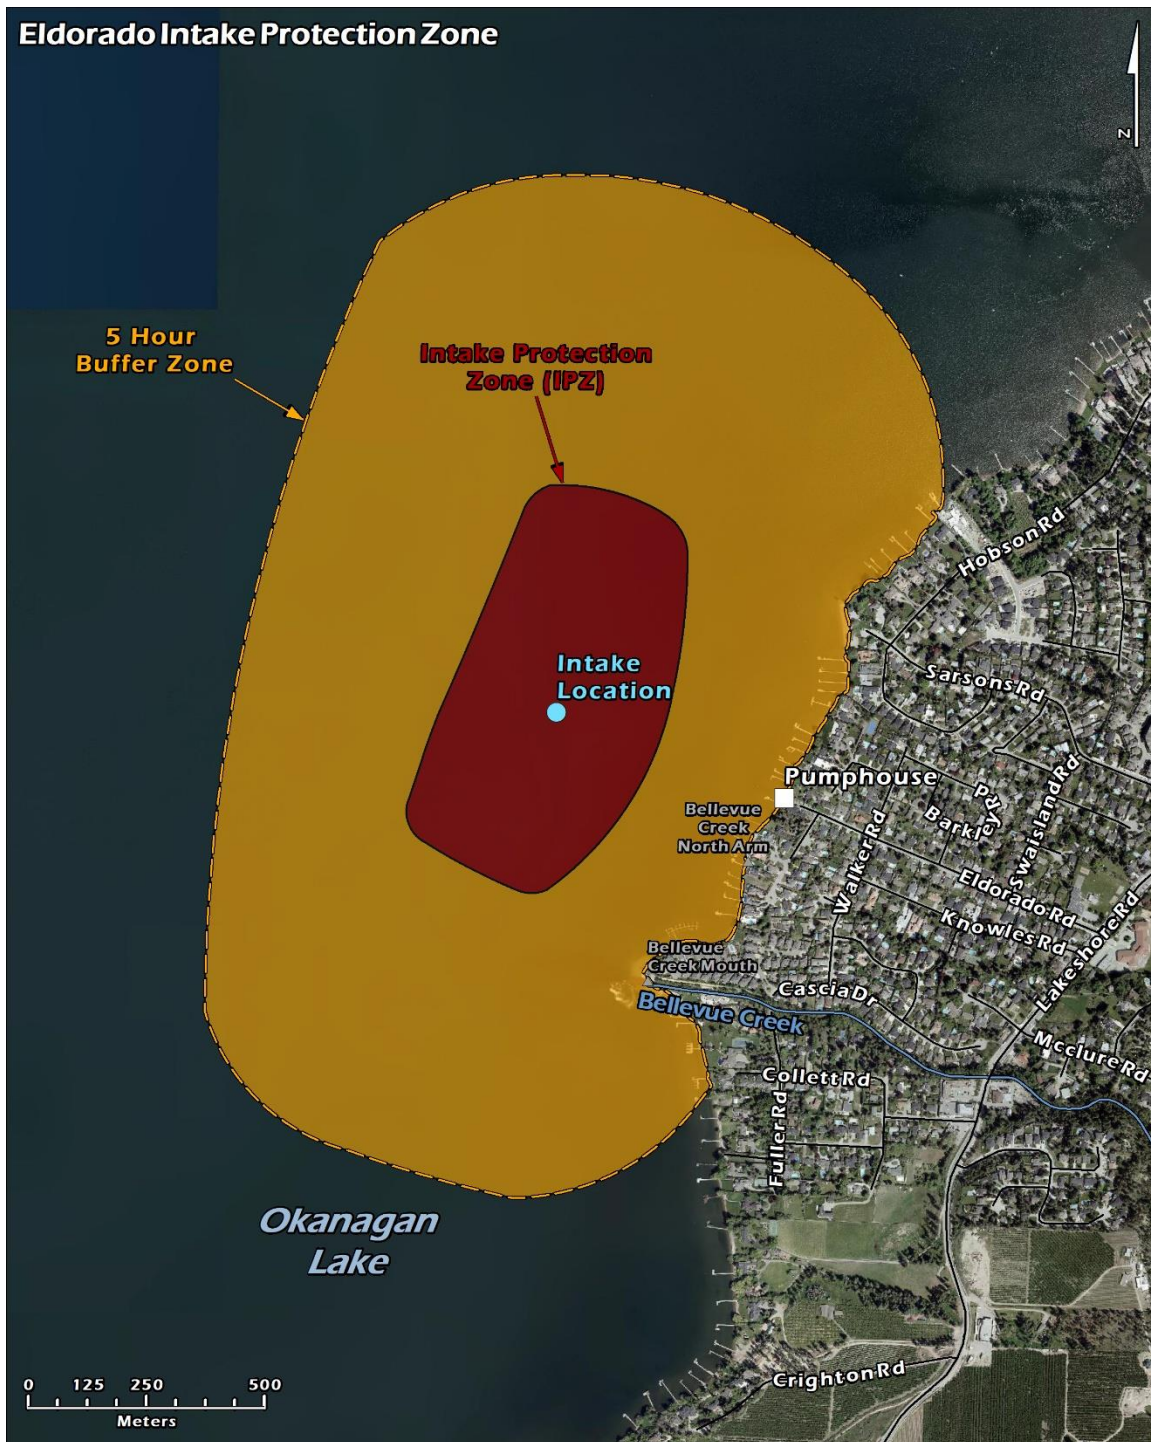 Eldorado Intake Protection Zone
N
5 Hour
Buffer Zone
Intake Protection
Zone (IPZ)
Hobson Rd
Intake
Location
Sarsons Rd
Pumphouse
Bellevue
Creek
North Arm
Barkley Rd
Swaisland Rd
Walker Rd
Eldorado Rd
Knowles Rd
Lakeshore Rd
Bellevue
Creek Mouth
Cascia Dr
Bellevue Creek
Mcclure Rd
Collett Rd
Fuller Rd
Okanagan
Lake
Crighton Rd
0 125 250 500
Meters